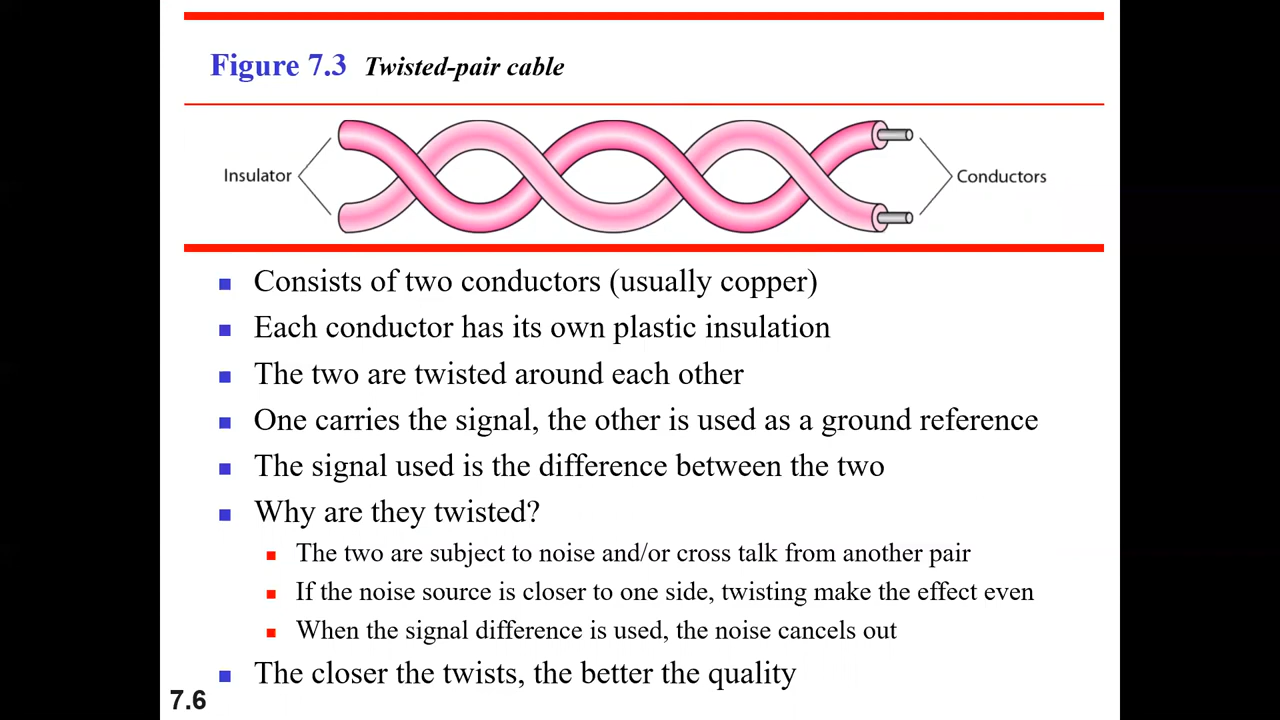 Figure 7.3 Twisted-pair cable
Insulator
Conductors
Consists of two conductors (usually copper)
Each conductor has its own plastic insulation
The two are twisted around each other
One carries the signal, the other is used as a ground reference
The signal used is the difference between the two
Why are they twisted?
The two are subject to noise and/or cross talk from another pair
If the noise source is closer to one side, twisting make the effect even
When the signal difference is used, the noise cancels out
The closer the twists, the better the quality
7.6